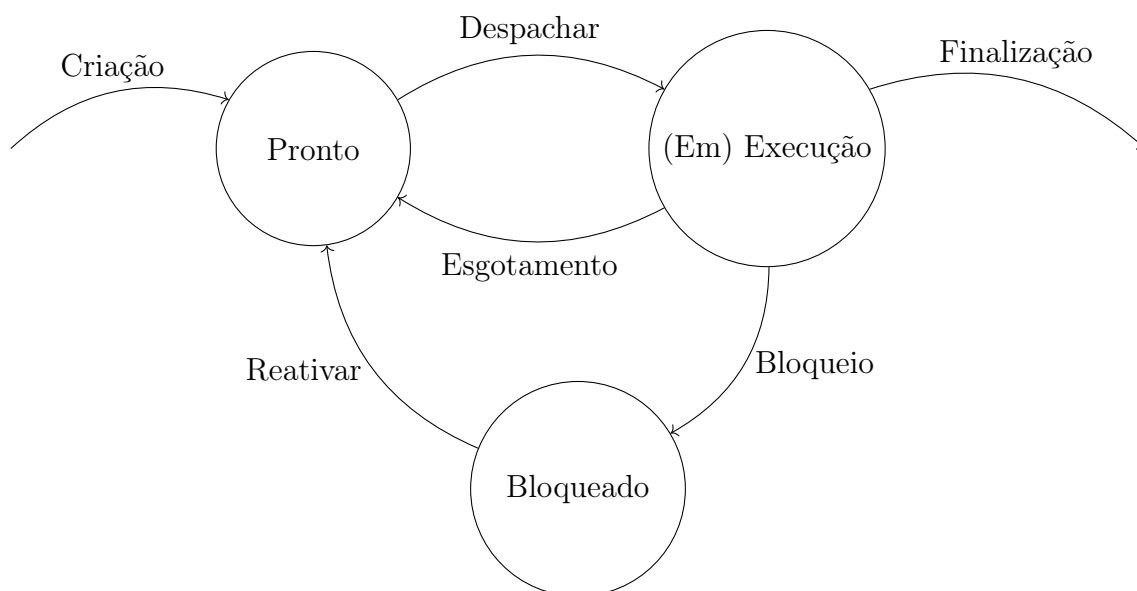 Despachar
Criação
Finalização
Pronto
(Em) Execução
Esgotamento
Reativar
Bloqueio
Bloqueado